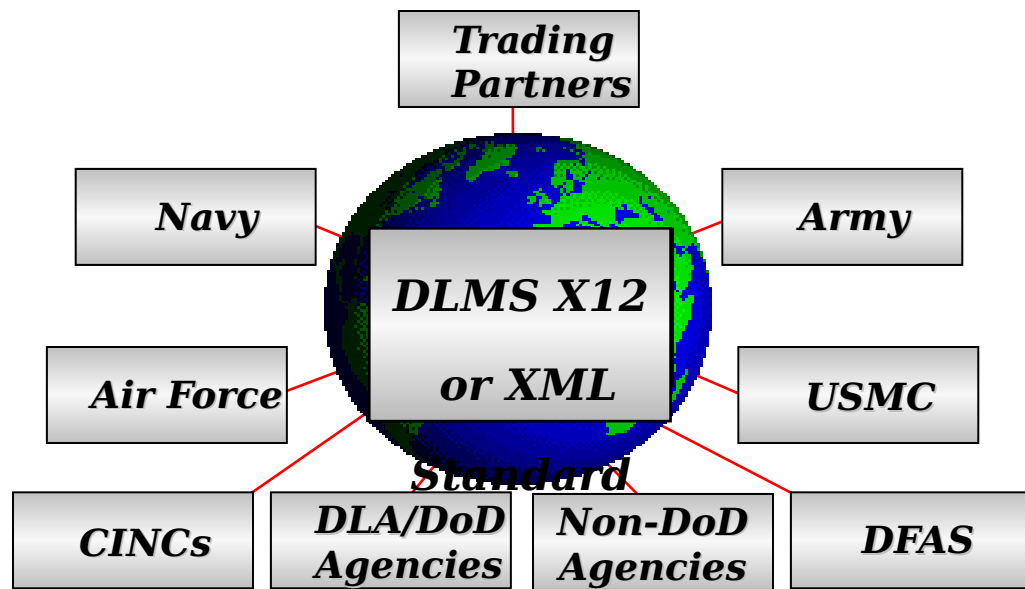 Trading
Partners
Navy
Army
DLMS X12
or XML
Standard
Air Force
USMC
CINCs
DLA/DoD
Agencies
Non-DoD
Agencies
DFAS